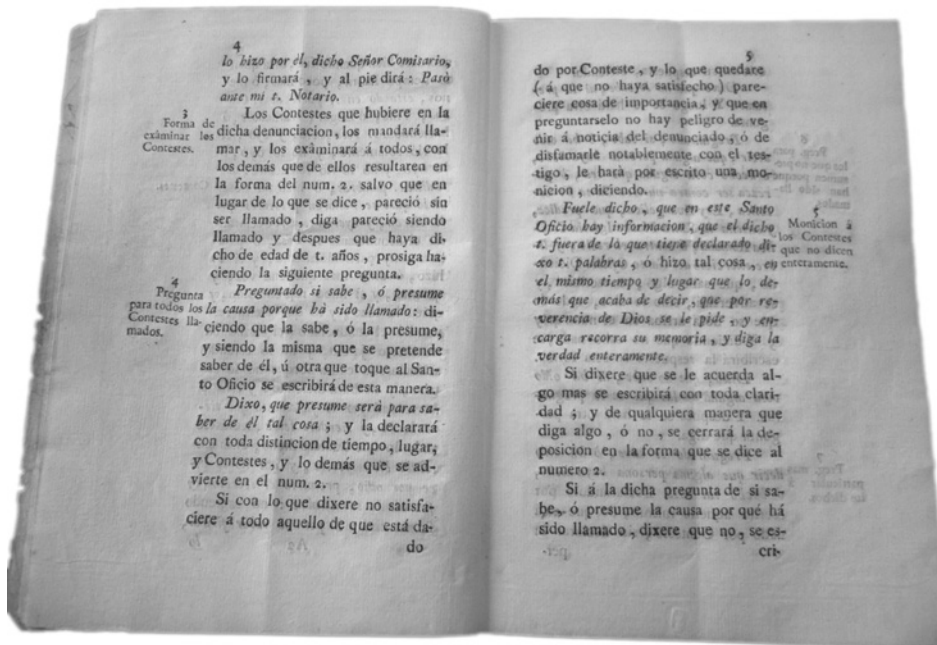 4
lo hizo por él, dicho Señor Comisario,
y lo firmará , y al pie dirá : Pasó
ante mi t. Notario.
3
Forma de
exâminar los
Contestes.
Los Contestes que hubiere en la
dicha denunciacion, los mandará lla-
mar , y los exâminará á todos, con
los demás que de ellos resultaren en
la forma del num. 2. salvo que en
lugar de lo que se dice , pareció sin
ser llamado , diga pareció siendo
llamado y despues que haya di-
cho de edad de t. años , prosiga ha-
ciendo la siguiente pregunta.
4
Pregunta
para todos los
Contestes lla-
mados.
Preguntado si sabe , ó presume
la causa porque há sido llamado: di-
ciendo que la sabe , ó la presume,
y siendo la misma que se pretende
saber de él, ú otra que toque al San-
to Oficio se escribirá de esta manera.
Dixo, que presume será para sa-
ber de él tal cosa ; y la declarará
con toda distincion de tiempo, lugar,
y Contestes , y lo demás que se ad-
vierte en el num. 2.
Si con lo que dixere no satisfa-
ciere á todo aquello de que está da-
do
5
do por Conteste , y lo que quedare
( á que no haya satisfecho ) pare-
ciere cosa de importancia, y que en
preguntarselo no hay peligro de ve-
nir á noticia del denunciado, ó de
disfamarle notablemente con el tes-
tigo , le hará por escrito una mo-
nicion , diciendo.
Fuele dicho , que en este Santo
Oficio hay informacion , que el dicho
t. fuera de lo que tiene declarado di-
xo t. palabras , ó hizo tal cosa , en
el mismo tiempo y lugar que lo de-
más que acaba de decir , que por re-
verencia de Dios se le pide , y en-
carga recorra su memoria , y diga la
verdad enteramente.
5
Monicion á
los Contestes
que no dicen
enteramente.
Si dixere que se le acuerda al-
go mas se escribirá con toda clari-
dad ; y de qualquiera manera que
diga algo , ó no , se cerrará la de-
posicion en la forma que se dice al
numero 2.
Si á la dicha pregunta de si sa-
be, ó presume la causa por qué há
sido llamado , dixere que no , se es-
cri-